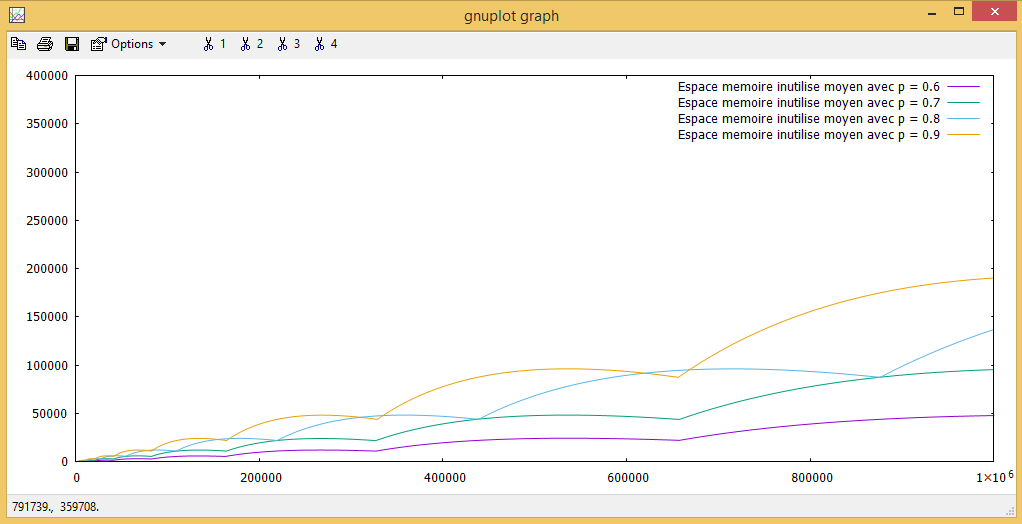 gnuplot graph
Options 1 2 3 4
400000
350000
300000
250000
200000
150000
100000
50000
0
Espace memoire inutilise moyen avec p = 0.6
Espace memoire inutilise moyen avec p = 0.7
Espace memoire inutilise moyen avec p = 0.8
Espace memoire inutilise moyen avec p = 0.9
0 200000 400000 600000 800000 1×10⁶
791739., 359708.